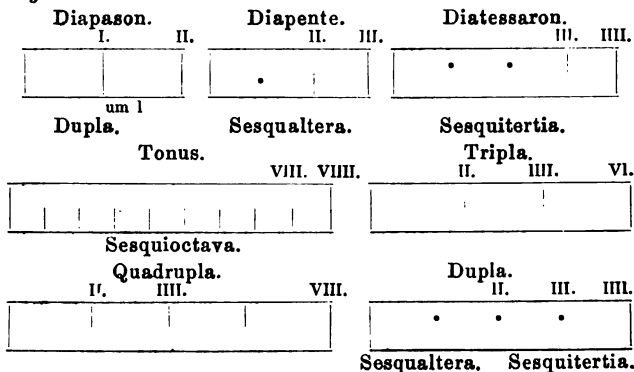 Diapason. Diapente. Diatessaron.
I. II. II. III. III. IIII.
um 1
Dupla. Sesqualtera. Sesquitertia.
Tonus. Tripla.
VIII. VIIII. II. IIII. VI.
Sesquioctava.
Quadrupla. Dupla.
II. IIII. VIII. II. III. IIII.
Sesqualtera. Sesquitertia.